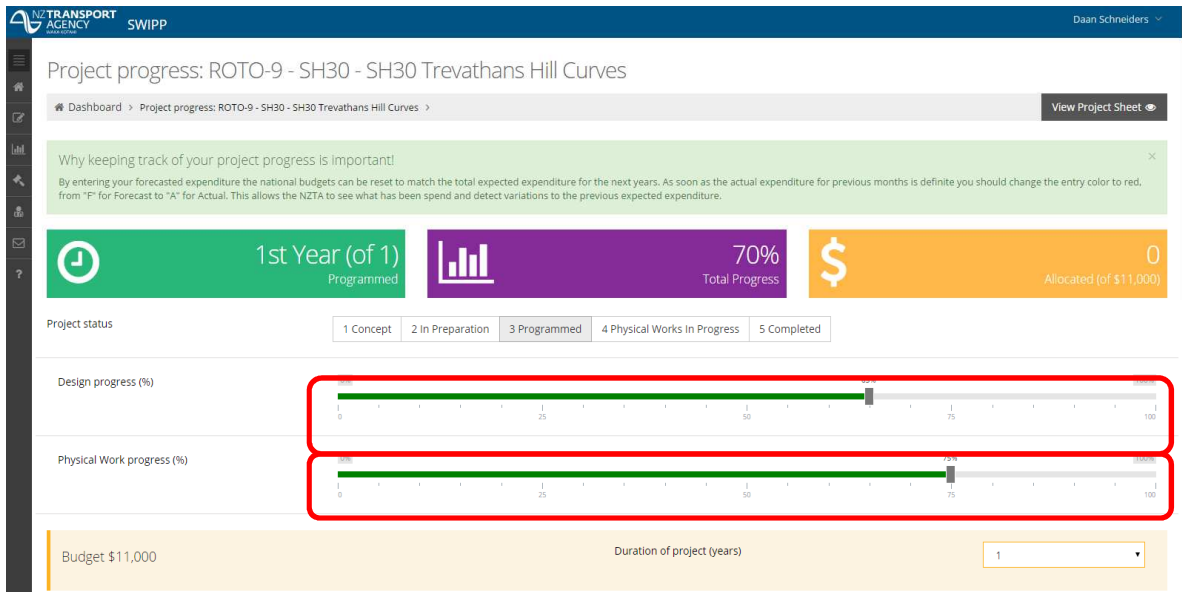 NZTRANSPORT
AGENCY
WAKA KOTAHI
SWIPP
Daan Schneiders
Project progress: ROTO-9 - SH30 - SH30 Trevathans Hill Curves
Dashboard > Project progress: ROTO-9 - SH30 - SH30 Trevathans Hill Curves >
View Project Sheet
Why keeping track of your project progress is important!
×
By entering your forecasted expenditure the national budgets can be reset to match the total expected expenditure for the next years. As soon as the actual expenditure for previous months is definite you should change the entry color to red,
from "F" for Forecast to "A" for Actual. This allows the NZTA to see what has been spend and detect variations to the previous expected expenditure.
1st Year (of 1)
Programmed
70%
Total Progress
$
0
Allocated (of $11,000)
?
Project status
1 Concept 2 In Preparation 3 Programmed 4 Physical Works In Progress 5 Completed
Design progress (%)
0% 65% 100%
0 25 50 75 100
Physical Work progress (%)
0% 75% 100%
0 25 50 75 100
Budget $11,000
Duration of project (years)
1